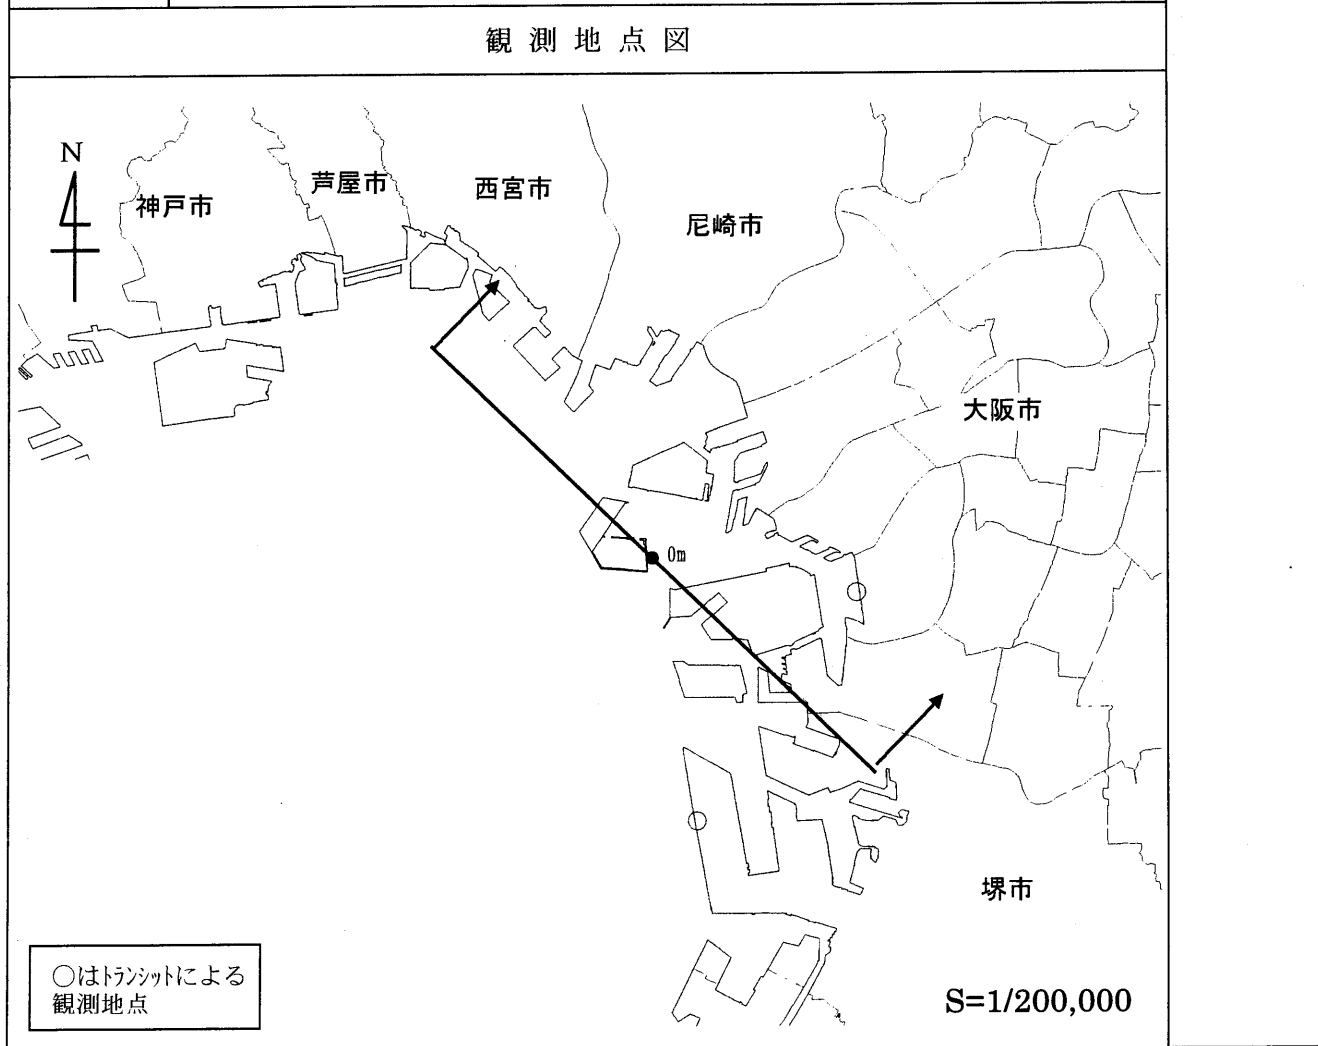 観測地点図
N
神戸市
芦屋市
西宮市
尼崎市
大阪市
0m
堺市
○はトランシットによる
観測地点
S=1/200,000